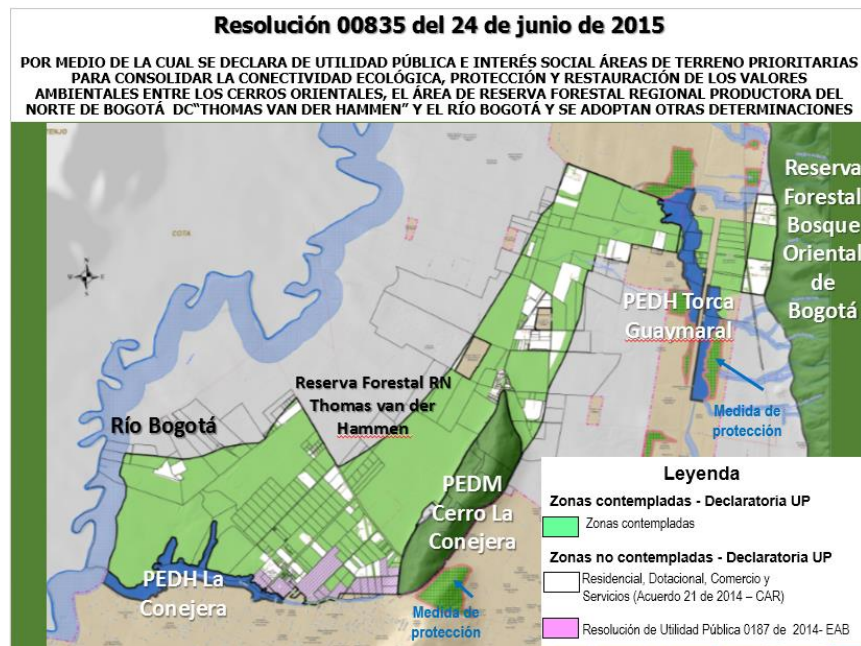 Resolución 00835 del 24 de junio de 2015
POR MEDIO DE LA CUAL SE DECLARA DE UTILIDAD PÚBLICA E INTERÉS SOCIAL ÁREAS DE TERRENO PRIORITARIAS
PARA CONSOLIDAR LA CONECTIVIDAD ECOLÓGICA, PROTECCIÓN Y RESTAURACIÓN DE LOS VALORES
AMBIENTALES ENTRE LOS CERROS ORIENTALES, EL ÁREA DE RESERVA FORESTAL REGIONAL PRODUCTORA DEL
NORTE DE BOGOTÁ DC“THOMAS VAN DER HAMMEN” Y EL RÍO BOGOTÁ Y SE ADOPTAN OTRAS DETERMINACIONES
COTA
Reserva
Forestal
Bosque
Oriental
de
Bogotá
PEDH Torca
Guaymaral
Medida de
protección
Reserva Forestal RN
Thomas van der
Hammen
Río Bogotá
PEDM
Cerro La
Conejera
PEDH La
Conejera
Medida de
protección
Leyenda
Zonas contempladas - Declaratoria UP
Zonas contempladas
Zonas no contempladas - Declaratoria UP
Residencial, Dotacional, Comercio y
Servicios (Acuerdo 21 de 2014 – CAR)
Resolución de Utilidad Pública 0187 de 2014- EAB